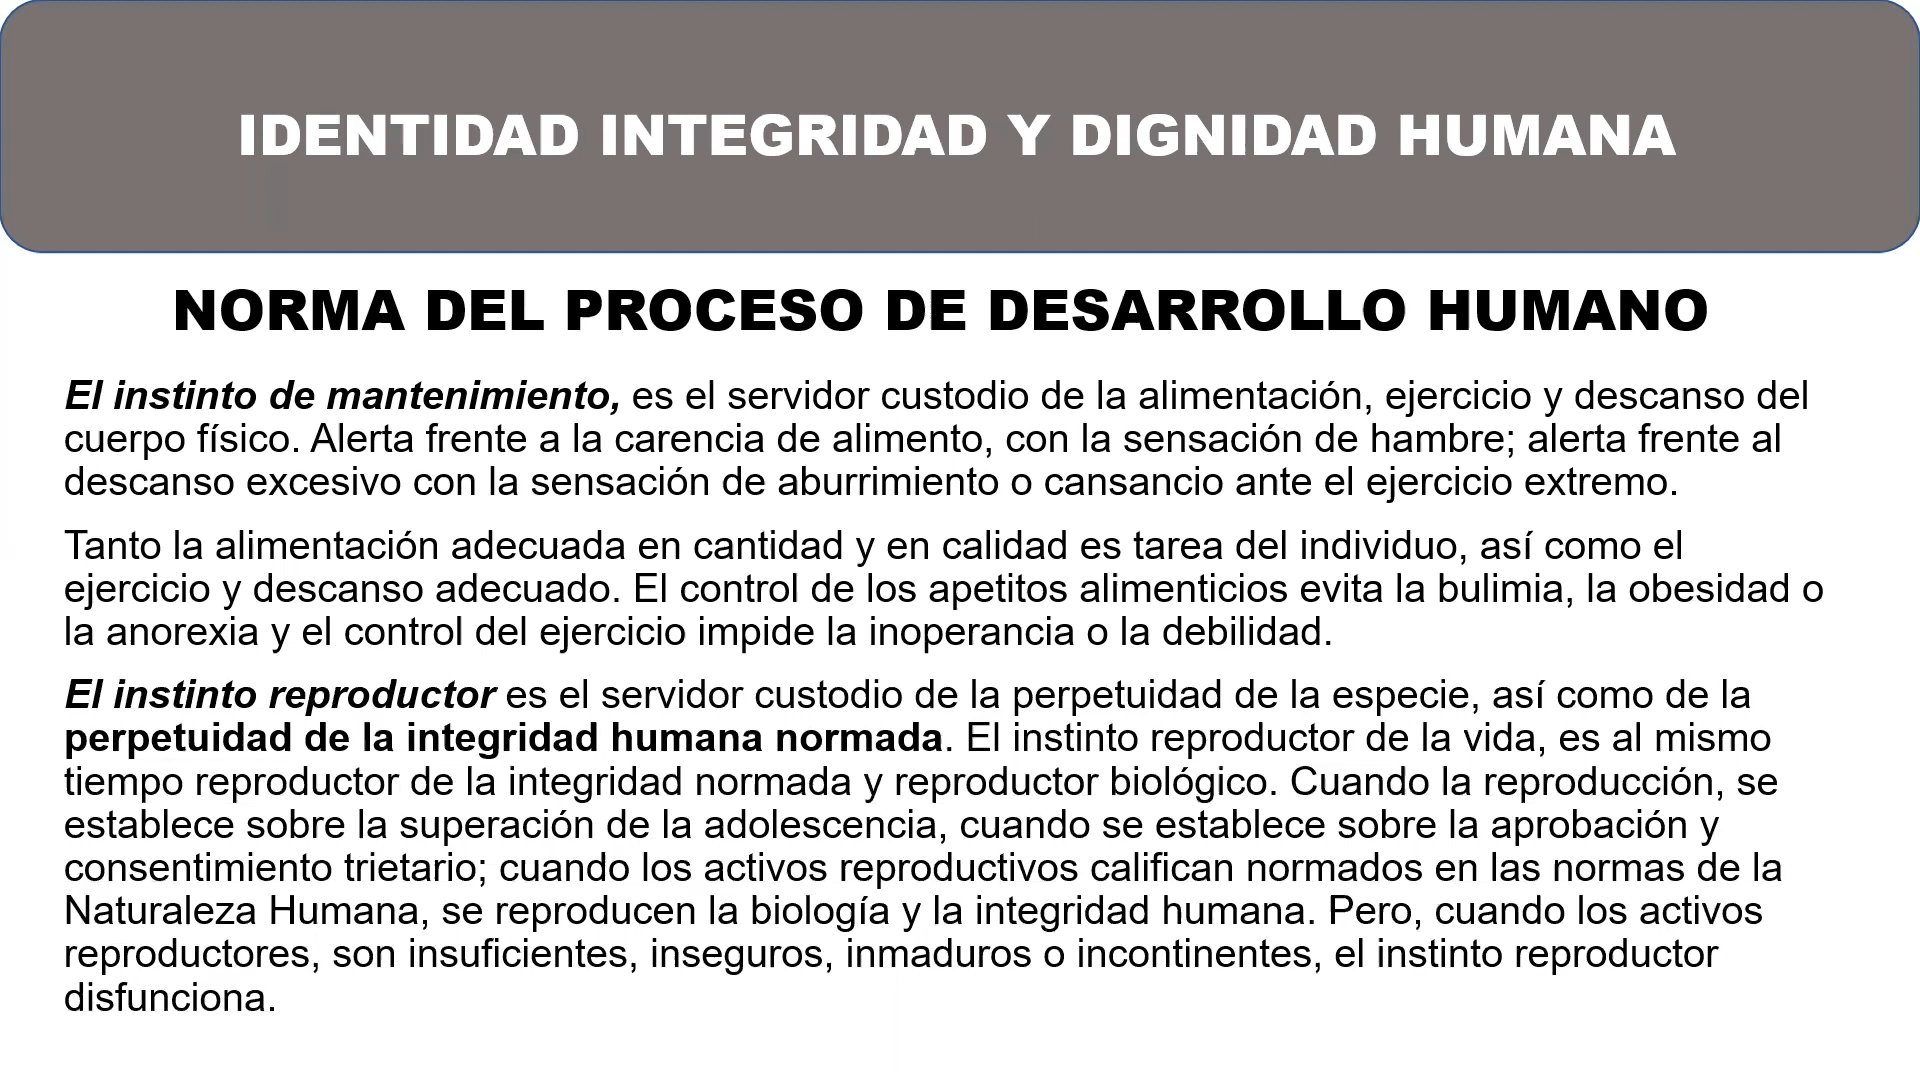 IDENTIDAD INTEGRIDAD Y DIGNIDAD HUMANA
NORMA DEL PROCESO DE DESARROLLO HUMANO
El instinto de mantenimiento, es el servidor custodio de la alimentación, ejercicio y descanso del
cuerpo físico. Alerta frente a la carencia de alimento, con la sensación de hambre; alerta frente al
descanso excesivo con la sensación de aburrimiento o cansancio ante el ejercicio extremo.
Tanto la alimentación adecuada en cantidad y en calidad es tarea del individuo, así como el
ejercicio y descanso adecuado. El control de los apetitos alimenticios evita la bulimia, la obesidad o
la anorexia y el control del ejercicio impide la inoperancia o la debilidad.
El instinto reproductor es el servidor custodio de la perpetuidad de la especie, así como de la
perpetuidad de la integridad humana normada. El instinto reproductor de la vida, es al mismo
tiempo reproductor de la integridad normada y reproductor biológico. Cuando la reproducción, se
establece sobre la superación de la adolescencia, cuando se establece sobre la aprobación y
consentimiento trietario; cuando los activos reproductivos califican normados en las normas de la
Naturaleza Humana, se reproducen la biología y la integridad humana. Pero, cuando los activos
reproductores, son insuficientes, inseguros, inmaduros o incontinentes, el instinto reproductor
disfunciona.